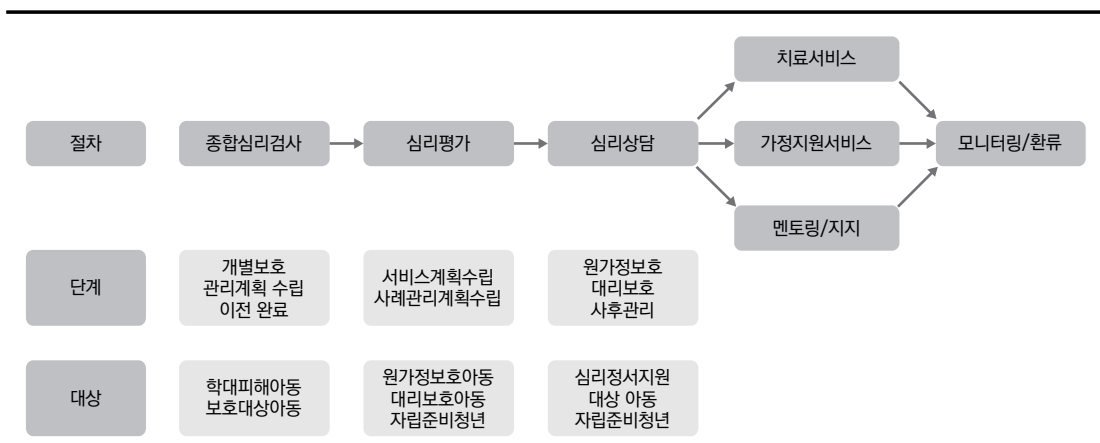 치료서비스
절차
종합심리검사
심리평가
심리상담
가정지원서비스
모니터링/환류
멘토링/지지
단계
개별보호
관리계획 수립
이전 완료
서비스계획수립
사례관리계획수립
원가정보호
대리보호
사후관리
대상
학대피해아동
보호대상아동
원가정보호아동
대리보호아동
자립준비청년
심리정서지원
대상 아동
자립준비청년